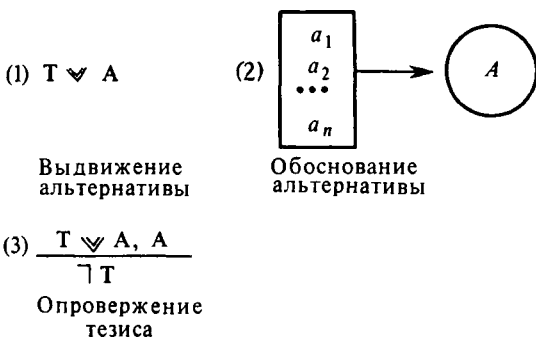 (1) T ⩔ A
(2) a1
a2
•••
an
A
Выдвижение
альтернативы
Обоснование
альтернативы
(3) T ⩔ A, A
⌉ T
Опровержение
тезиса